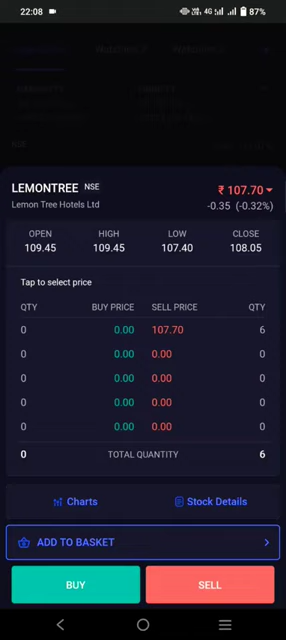 22:08 4G 87%
NSE
LEMONTREE NSE ₹ 107.70
Lemon Tree Hotels Ltd -0.35 (-0.32%)
OPEN HIGH LOW CLOSE
109.45 109.45 107.40 108.05
Tap to select price
QTY BUY PRICE SELL PRICE QTY
0 0.00 107.70 6
0 0.00 0.00 0
0 0.00 0.00 0
0 0.00 0.00 0
0 0.00 0.00 0
0 TOTAL QUANTITY 6
Charts Stock Details
ADD TO BASKET
BUY SELL